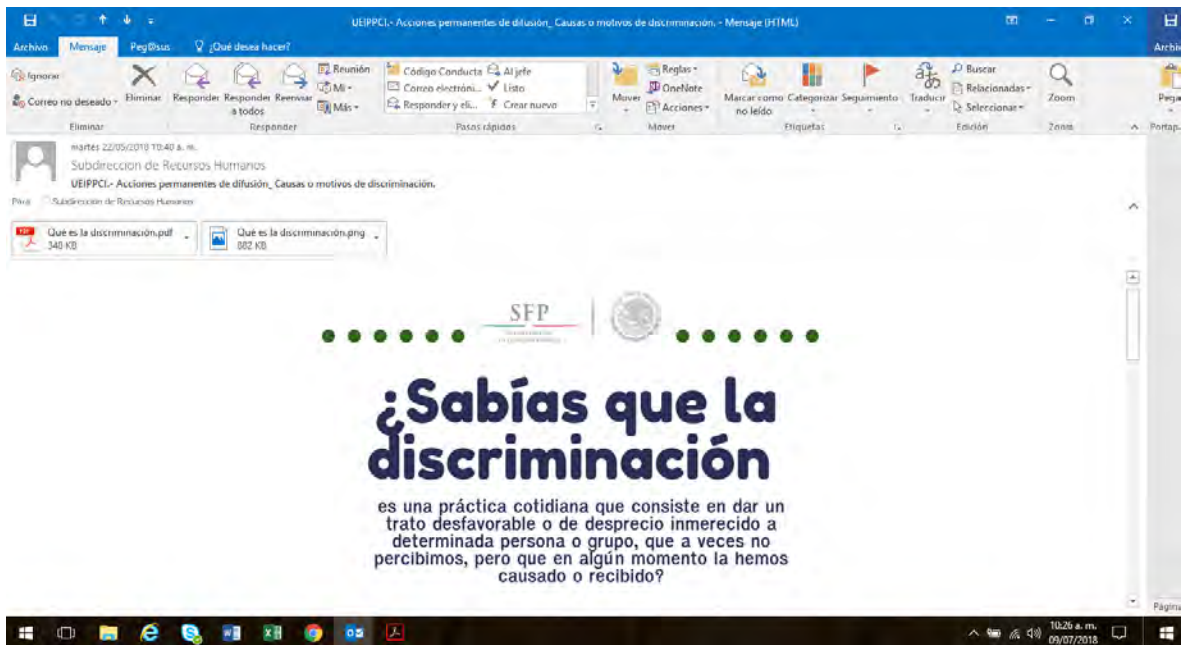 UEIPPCI.- Acciones permanentes de difusión_ Causas o motivos de discriminación. - Mensaje (HTML)
Archivo Mensaje Peg@sus ¿Qué desea hacer?
Archiv
Ignorar
Correo no deseado
Eliminar
Responder
Responder a todos
Reenviar
Reunión
MI
Más
Código Conducta
Al jefe
Correo electróni...
Listo
Responder y eli...
Crear nuevo
Mover
Reglas
OneNote
Acciones
Marcar como no leído
Categorizar
Seguimiento
Traducir
Buscar
Relacionadas
Seleccionar
Zoom
Pega
Eliminar Responder Pasos rápidos Mover Etiquetas Edición Zoom Portap
martes 22/05/2018 10:40 a. m.
Subdireccion de Recursos Humanos
UEIPPCI.- Acciones permanentes de difusión_ Causas o motivos de discriminación.
Para Subdireccion de Recursos Humanos
Qué es la discriminación.pdf
340 KB
Qué es la discriminación.png
882 KB
SFP
¿Sabías que la
discriminación
es una práctica cotidiana que consiste en dar un
trato desfavorable o de desprecio inmerecido a
determinada persona o grupo, que a veces no
percibimos, pero que en algún momento la hemos
causado o recibido?
Página
10:26 a. m.
09/07/2018